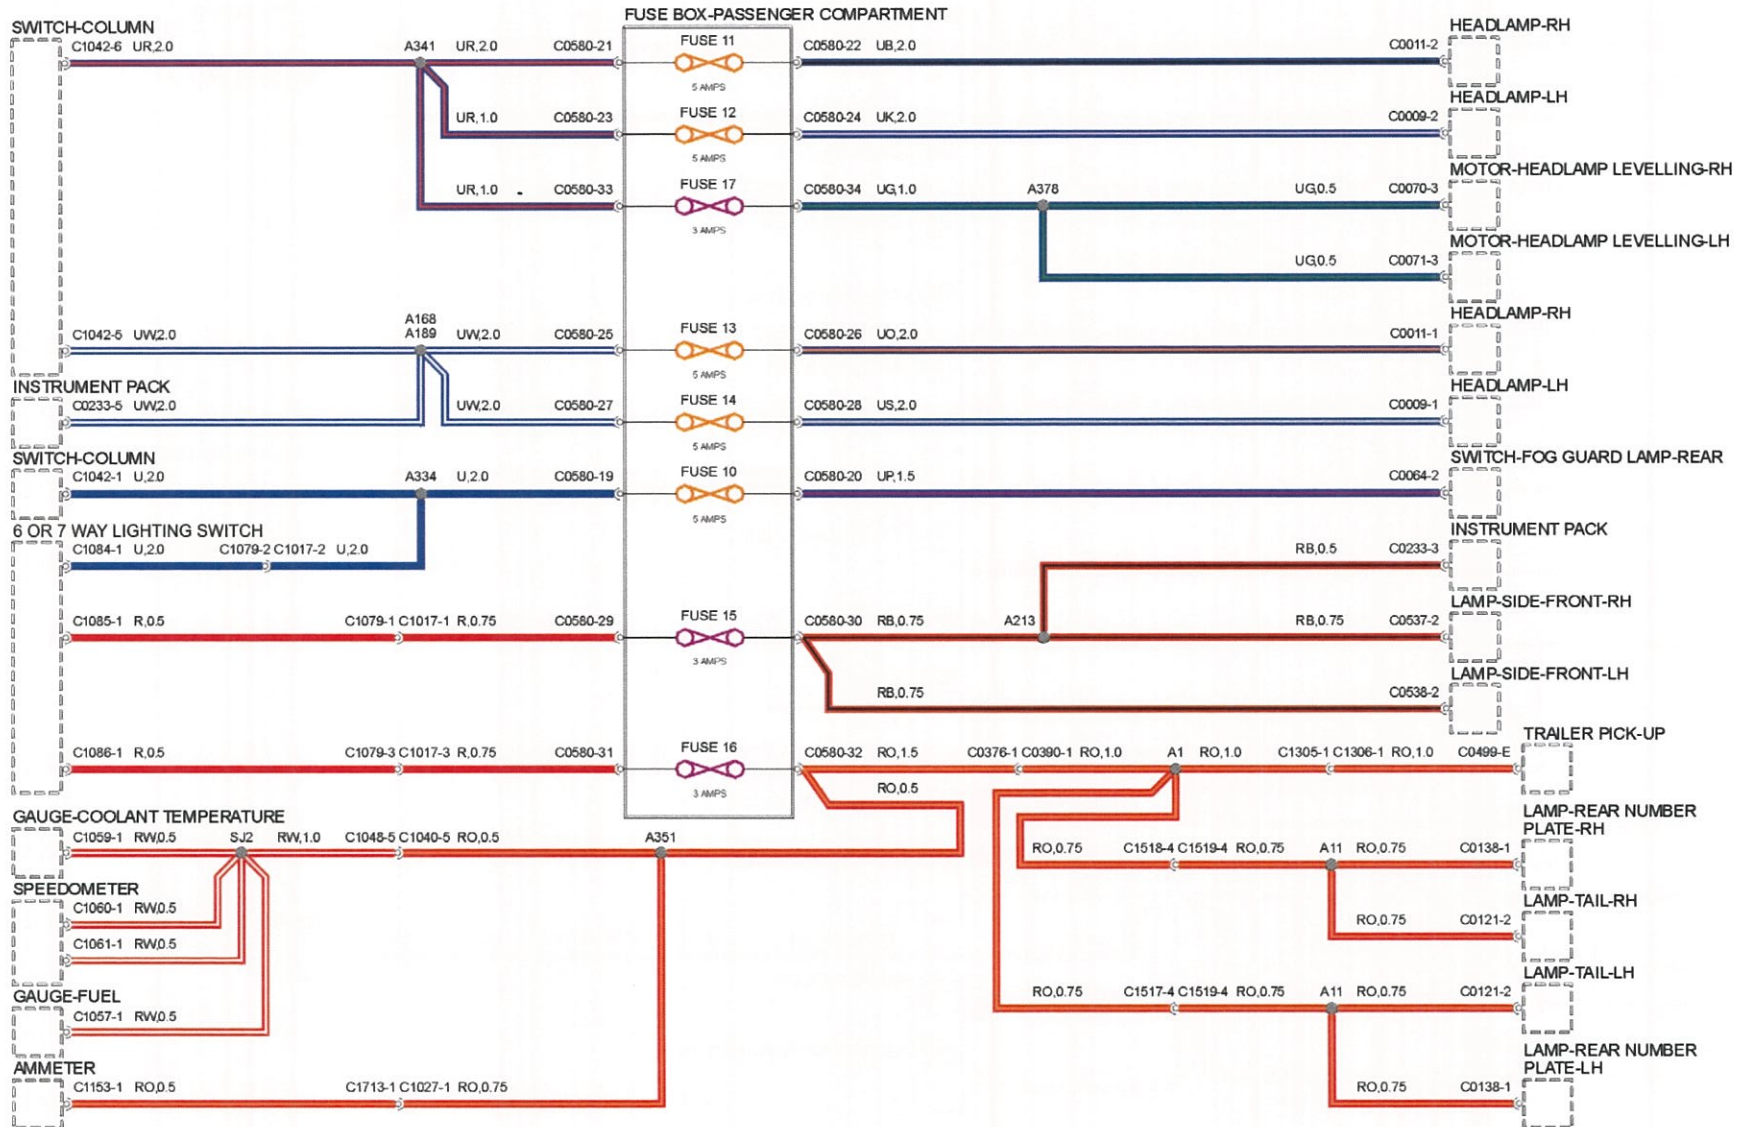 FUSE BOX-PASSENGER COMPARTMENT
SWITCH-COLUMN
HEADLAMP-RH
C1042-6 UR,2.0 A341 UR,2.0 C0580-21 FUSE 11 C0580-22 UB,2.0 C0011-2
5 AMPS
HEADLAMP-LH
UR,1.0 C0580-23 FUSE 12 C0580-24 UK,2.0 C0009-2
5 AMPS
MOTOR-HEADLAMP LEVELLING-RH
UR,1.0 C0580-33 FUSE 17 C0580-34 UG,1.0 A378 UG,0.5 C0070-3
3 AMPS
MOTOR-HEADLAMP LEVELLING-LH
UG,0.5 C0071-3
HEADLAMP-RH
A168
C1042-5 UW,2.0 A189 UW,2.0 C0580-25 FUSE 13 C0580-26 UO,2.0 C0011-1
5 AMPS
INSTRUMENT PACK
HEADLAMP-LH
C0233-5 UW,2.0 UW,2.0 C0580-27 FUSE 14 C0580-28 US,2.0 C0009-1
5 AMPS
SWITCH-COLUMN
SWITCH-FOG GUARD LAMP-REAR
C1042-1 U,2.0 A334 U,2.0 C0580-19 FUSE 10 C0580-20 UP,1.5 C0064-2
5 AMPS
6 OR 7 WAY LIGHTING SWITCH
INSTRUMENT PACK
C1084-1 U,2.0 C1079-2 C1017-2 U,2.0 RB,0.5 C0233-3
LAMP-SIDE-FRONT-RH
C1085-1 R,0.5 C1079-1 C1017-1 R,0.75 C0580-29 FUSE 15 C0580-30 RB,0.75 A213 RB,0.75 C0537-2
3 AMPS
LAMP-SIDE-FRONT-LH
RB,0.75 C0538-2
TRAILER PICK-UP
C1086-1 R,0.5 C1079-3 C1017-3 R,0.75 C0580-31 FUSE 16 C0580-32 RO,1.5 C0376-1 C0390-1 RO,1.0 A1 RO,1.0 C1305-1 C1306-1 RO,1.0 C0499-E
3 AMPS
RO,0.5
GAUGE-COOLANT TEMPERATURE
LAMP-REAR NUMBER
PLATE-RH
C1059-1 RW,0.5 SJ2 RW,1.0 C1048-5 C1040-5 RO,0.5 A351
RO,0.75 C1518-4 C1519-4 RO,0.75 A11 RO,0.75 C0138-1
SPEEDOMETER
LAMP-TAIL-RH
C1060-1 RW,0.5
RO,0.75 C0121-2
C1061-1 RW,0.5
LAMP-TAIL-LH
GAUGE-FUEL
RO,0.75 C1517-4 C1519-4 RO,0.75 A11 RO,0.75 C0121-2
C1057-1 RW,0.5
LAMP-REAR NUMBER
PLATE-LH
AMMETER
C1153-1 RO,0.5 C1713-1 C1027-1 RO,0.75 RO,0.75 C0138-1